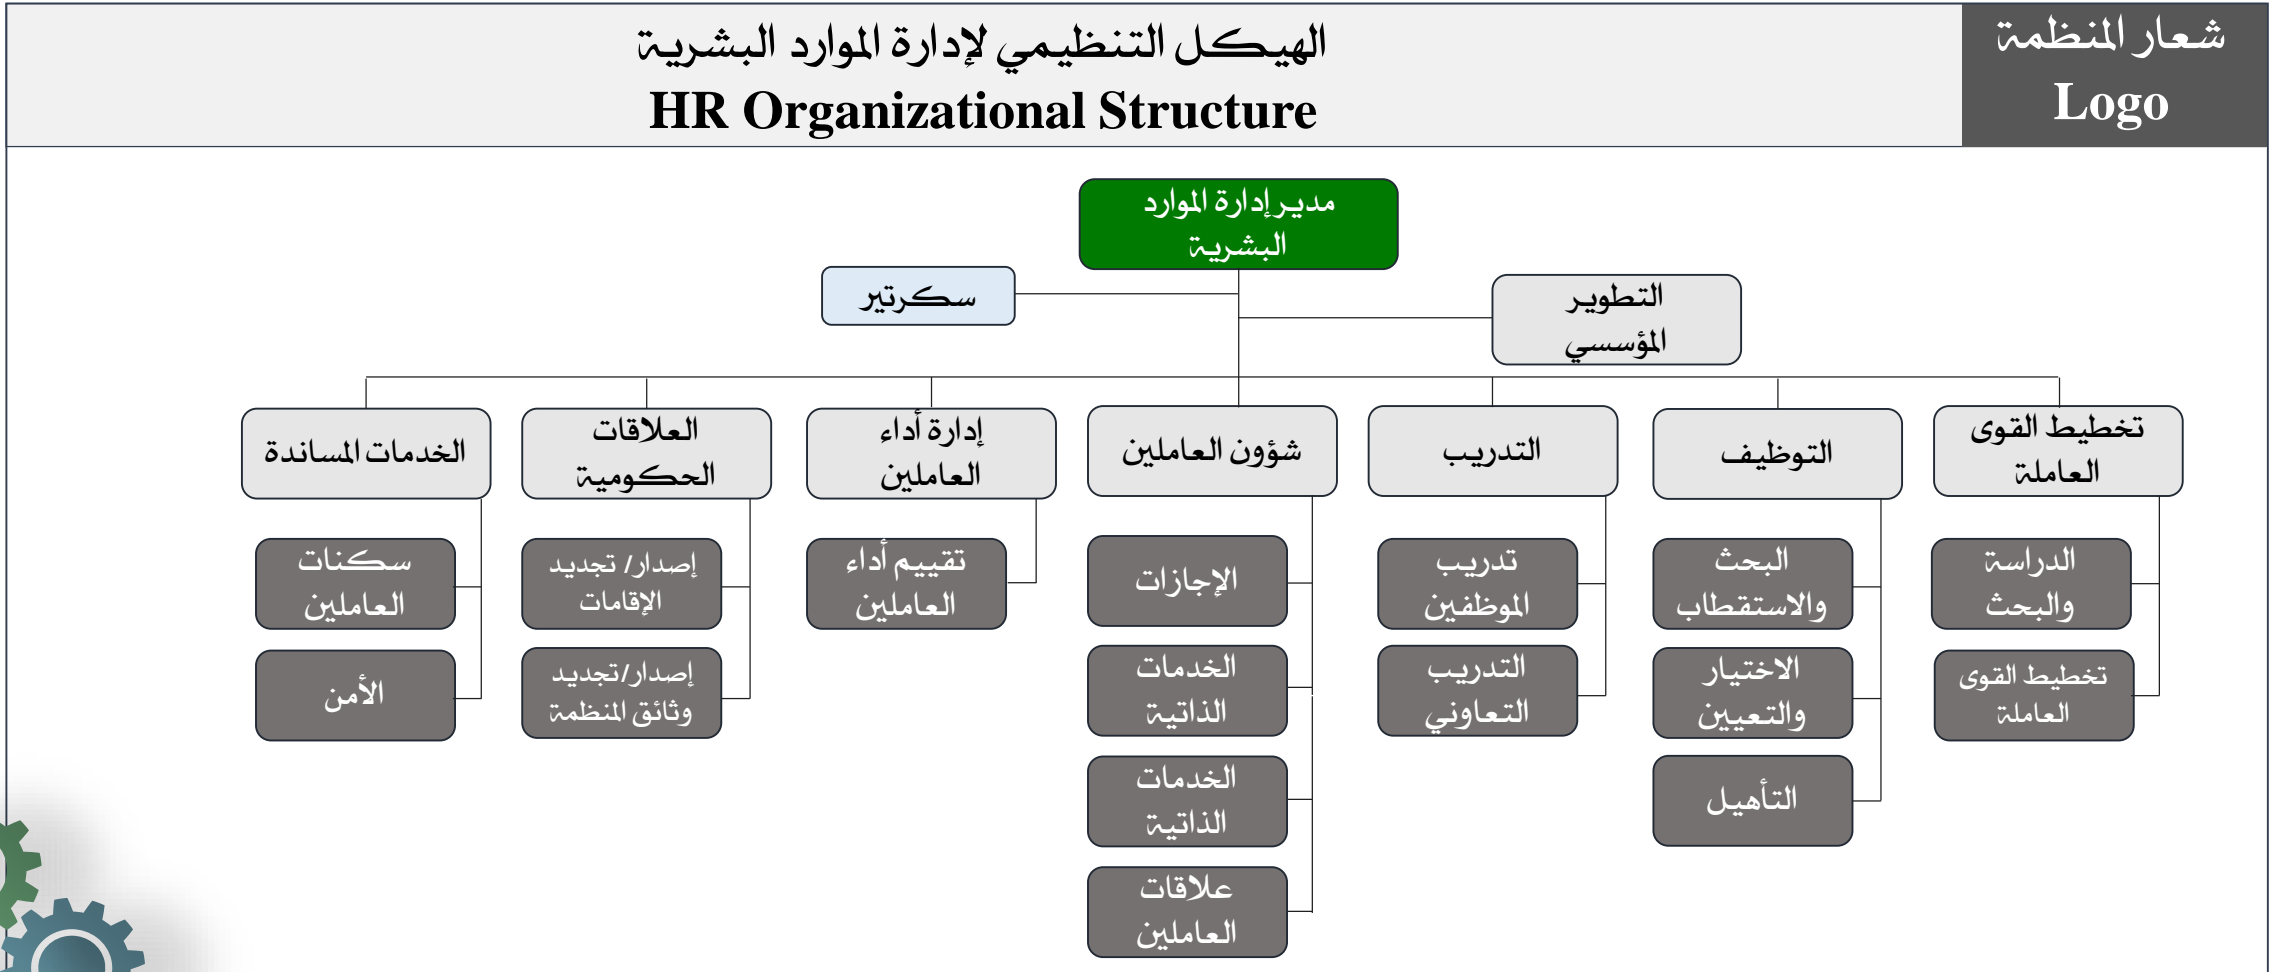 شعار المنظمة
Logo
الهيكل التنظيمي لإدارة الموارد البشرية
HR Organizational Structure
مدير إدارة الموارد
البشرية
التطوير
المؤسسي
سكرتير
تخطيط القوى
العاملة
التوظيف
التدريب
شؤون العاملين
إدارة أداء
العاملين
العلاقات
الحكومية
الخدمات المساندة
الدراسة
والبحث
تخطيط القوى
العاملة
البحث
والاستقطاب
الاختيار
والتعيين
التأهيل
تدريب
الموظفين
التدريب
التعاوني
الإجازات
الخدمات
الذاتية
الخدمات
الذاتية
علاقات
العاملين
تقييم أداء
العاملين
إصدار/ تجديد
الإقامات
إصدار/تجديد
وثائق المنظمة
سكنات
العاملين
الأمن